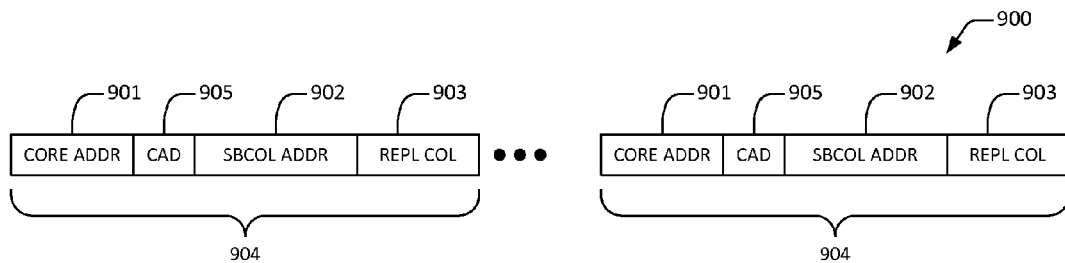 900
901 905 902 903 901 905 902 903
CORE ADDR CAD SBCOL ADDR REPL COL CORE ADDR CAD SBCOL ADDR REPL COL
904 904